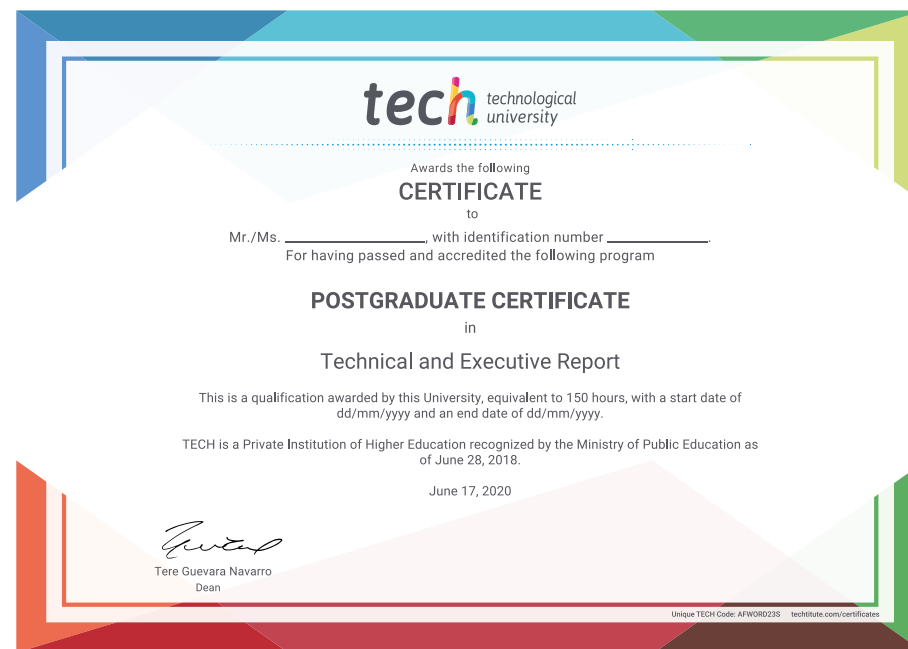 tech technological
university
Awards the following
CERTIFICATE
to
Mr./Ms. ____________, with identification number ____________.
For having passed and accredited the following program
POSTGRADUATE CERTIFICATE
in
Technical and Executive Report
This is a qualification awarded by this University, equivalent to 150 hours, with a start date of
dd/mm/yyyy and an end date of dd/mm/yyyy.
TECH is a Private Institution of Higher Education recognized by the Ministry of Public Education as
of June 28, 2018.
June 17, 2020
Tere Guevara Navarro
Dean
Unique TECH Code: AFWORD23S techtitute.com/certificates